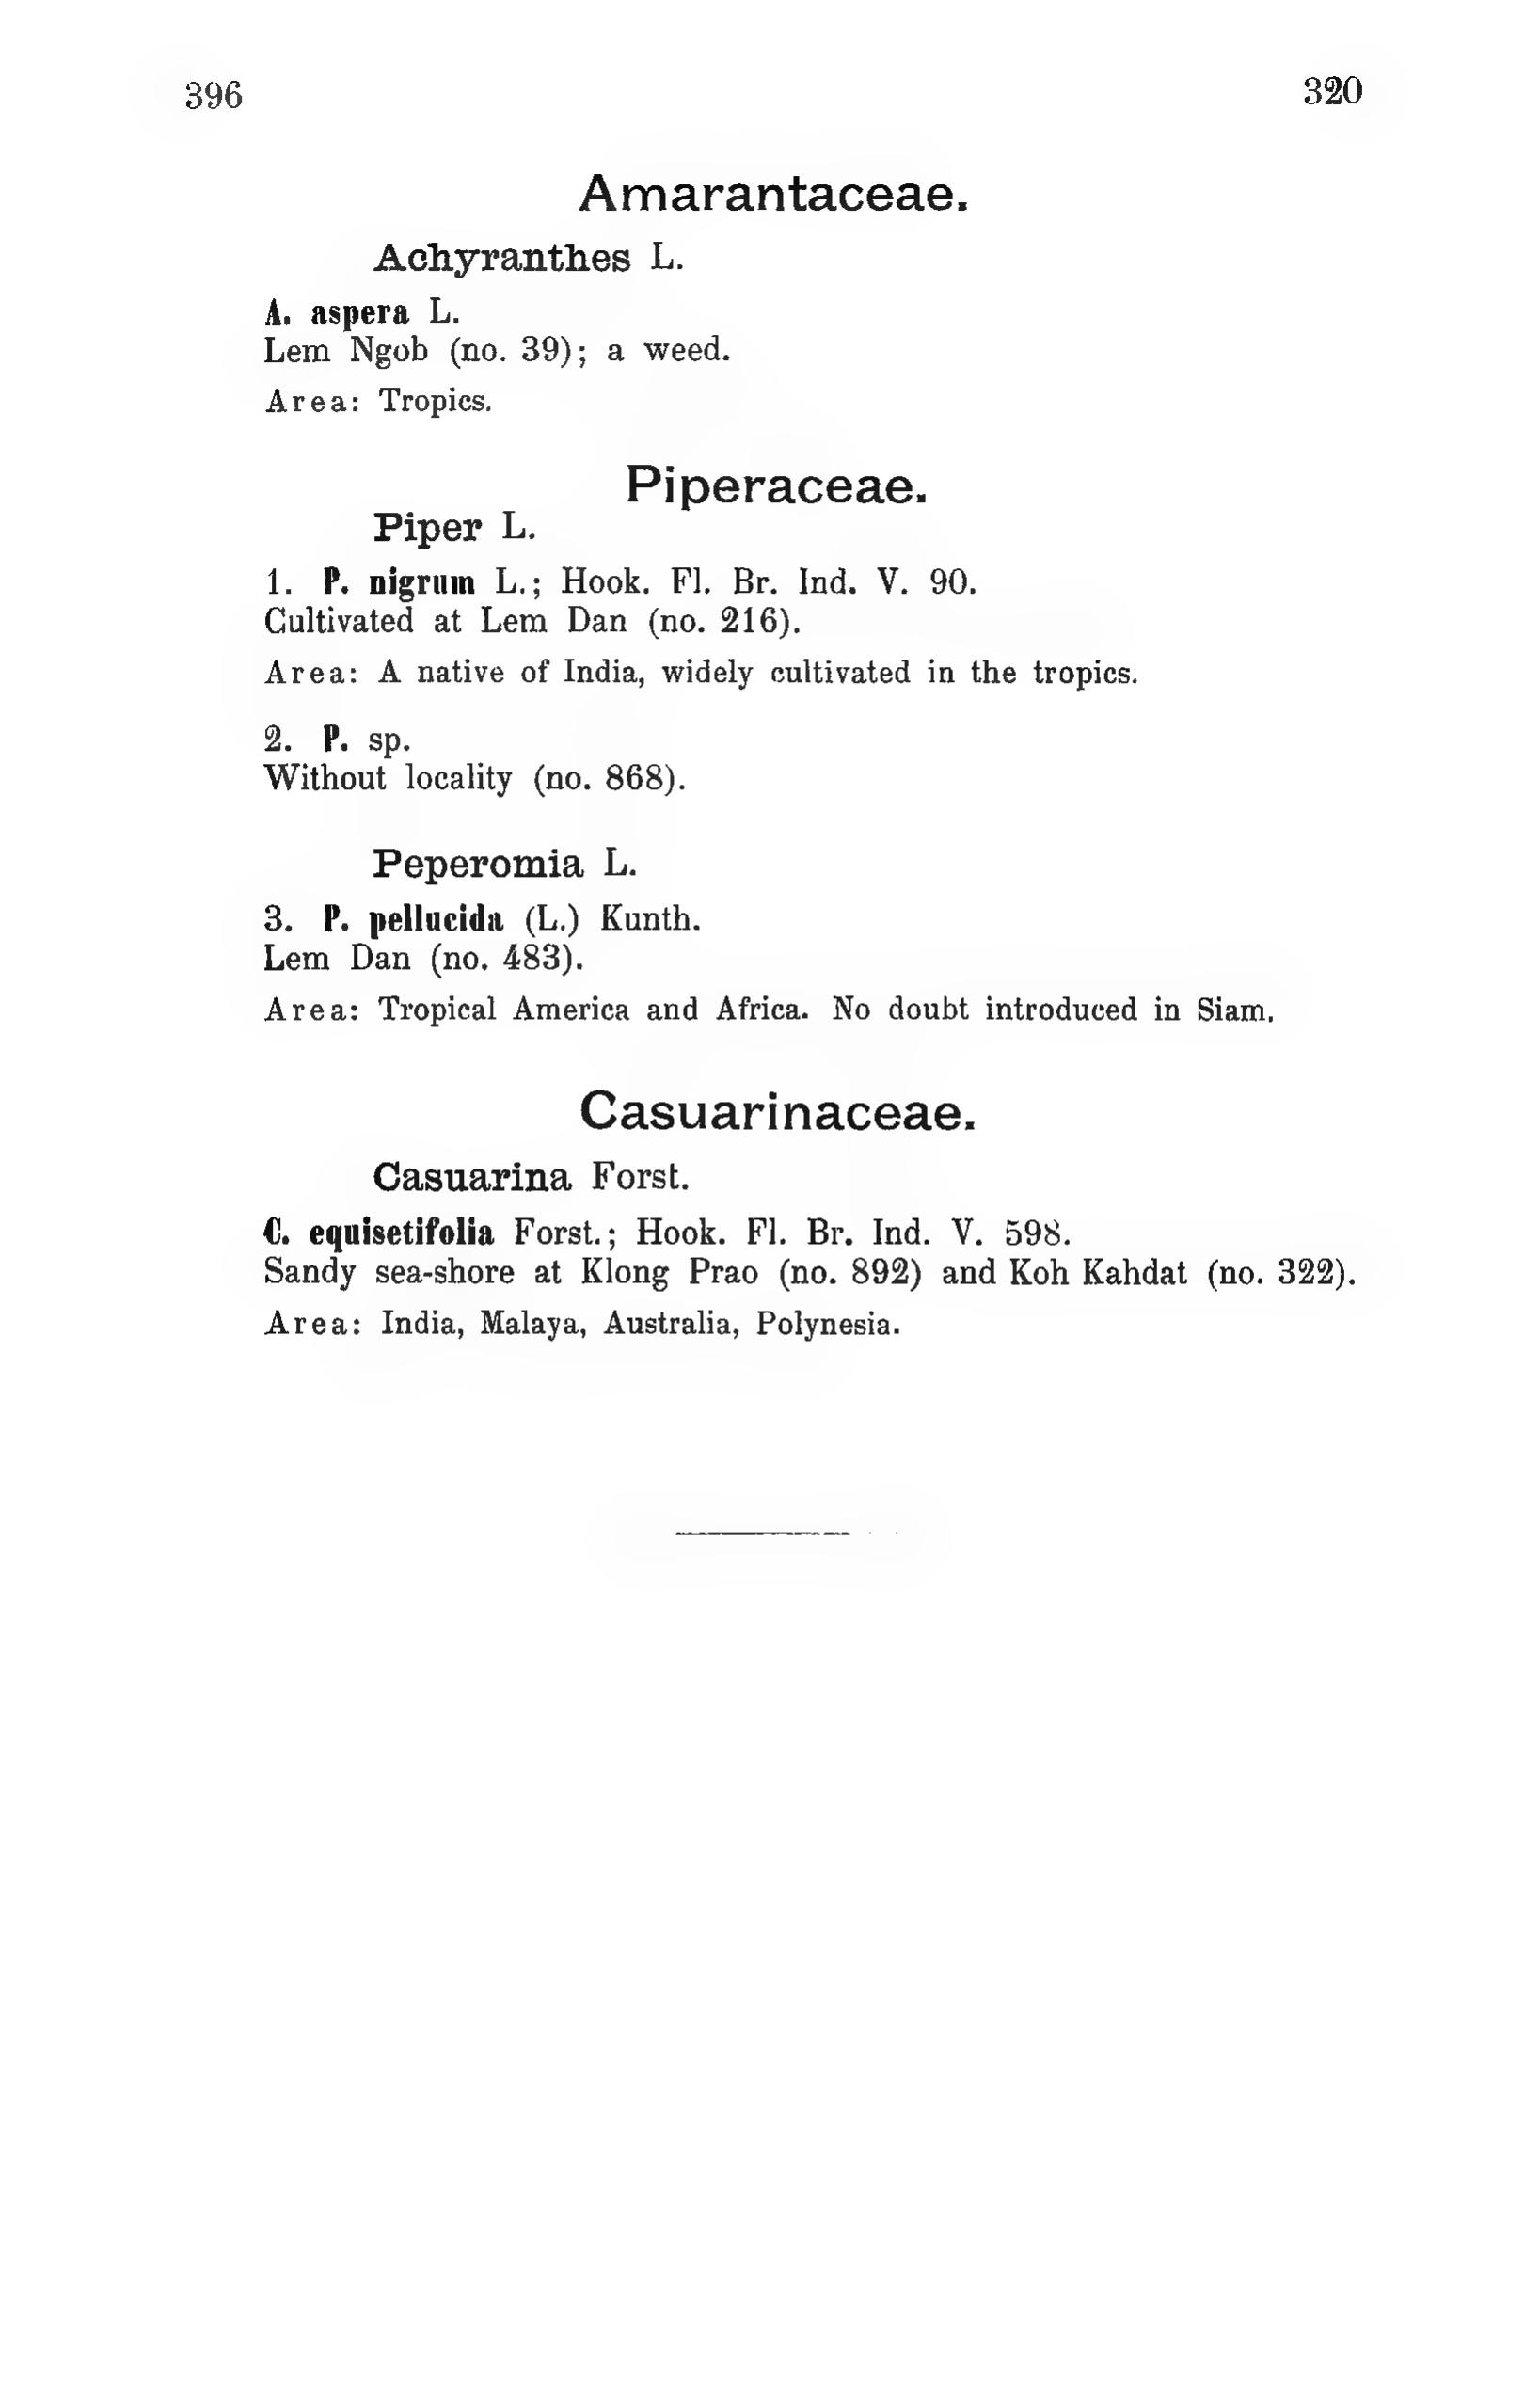 396 320
Amarantaceae.
Achyranthes L.
A. aspera L.
Lem Ngob (no. 39); a weed.
Area: Tropics.
Piperaceae.
Piper L.
1. P. nigrum L.; Hook. Fl. Br. Ind. V. 90.
Cultivated at Lem Dan (no. 216).
Area: A native of India, widely cultivated in the tropics.
2. P. sp.
Without locality (no. 868).
Peperomia L.
3. P. pellucida (L.) Kunth.
Lem Dan (no. 483).
Area: Tropical America and Africa. No doubt introduced in Siam.
Casuarinaceae.
Casuarina Forst.
C. equisetifolia Forst.; Hook. Fl. Br. Ind. V. 598.
Sandy sea-shore at Klong Prao (no. 892) and Koh Kahdat (no. 322).
Area: India, Malaya, Australia, Polynesia.